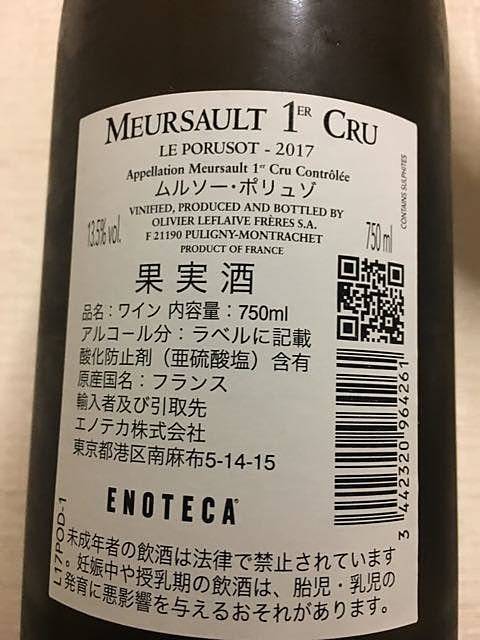 MEURSAULT 1ER CRU
LE PORUSOT - 2017
Appellation Meursault 1er Cru Contrôlée
ムルソー・ポリュゾ
VINIFIED, PRODUCED AND BOTTLED BY
OLIVIER LEFLAIVE FRÈRES S.A.
F 21190 PULIGNY-MONTRACHET
PRODUCT OF FRANCE
13.5% vol.
750 ml
CONTAINS SULPHITES
果実酒
品名：ワイン 内容量：750ml
アルコール分：ラベルに記載
酸化防止剤（亜硫酸塩）含有
原産国名：フランス
輸入者及び引取先
エノテカ株式会社
東京都港区南麻布5-14-15
ENOTECA
3 442320 964261
L17POD-1
未成年者の飲酒は法律で禁止されています
。妊娠中や授乳期の飲酒は、胎児・乳児の
発育に悪影響を与えるおそれがあります。